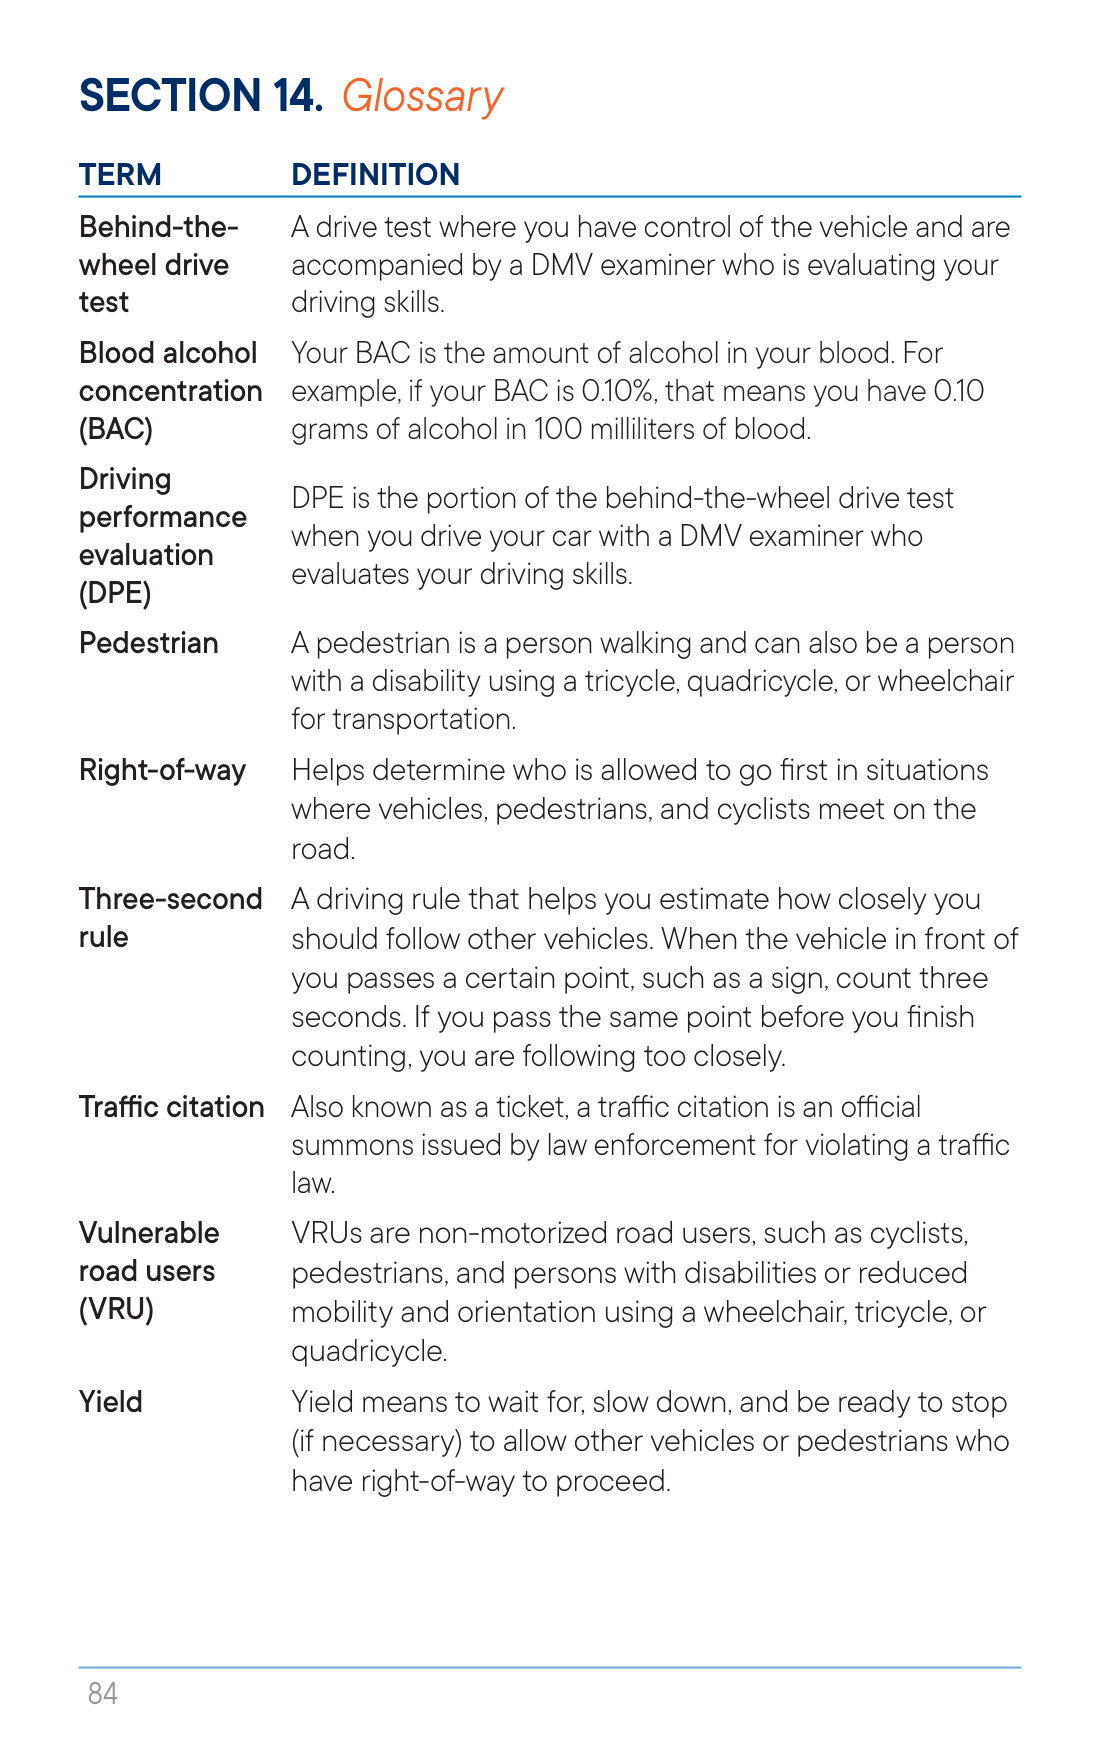 SECTION 14. Glossary
TERM DEFINITION
Behind-the-
wheel drive
test
A drive test where you have control of the vehicle and are
accompanied by a DMV examiner who is evaluating your
driving skills.
Blood alcohol
concentration
(BAC)
Your BAC is the amount of alcohol in your blood. For
example, if your BAC is 0.10%, that means you have 0.10
grams of alcohol in 100 milliliters of blood.
Driving
performance
evaluation
(DPE)
DPE is the portion of the behind-the-wheel drive test
when you drive your car with a DMV examiner who
evaluates your driving skills.
Pedestrian
A pedestrian is a person walking and can also be a person
with a disability using a tricycle, quadricycle, or wheelchair
for transportation.
Right-of-way
Helps determine who is allowed to go first in situations
where vehicles, pedestrians, and cyclists meet on the
road.
Three-second
rule
A driving rule that helps you estimate how closely you
should follow other vehicles. When the vehicle in front of
you passes a certain point, such as a sign, count three
seconds. If you pass the same point before you finish
counting, you are following too closely.
Traffic citation
Also known as a ticket, a traffic citation is an official
summons issued by law enforcement for violating a traffic
law.
Vulnerable
road users
(VRU)
VRUs are non-motorized road users, such as cyclists,
pedestrians, and persons with disabilities or reduced
mobility and orientation using a wheelchair, tricycle, or
quadricycle.
Yield
Yield means to wait for, slow down, and be ready to stop
(if necessary) to allow other vehicles or pedestrians who
have right-of-way to proceed.
84